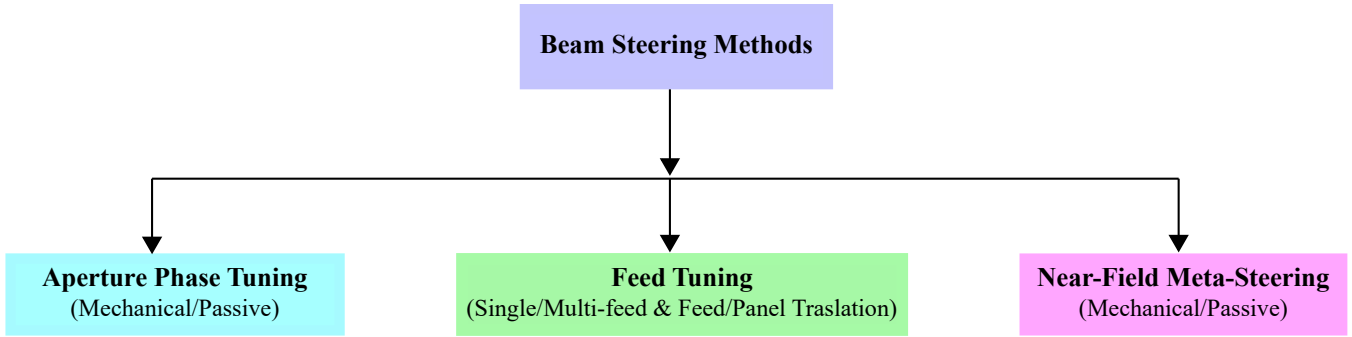 Beam Steering Methods
Aperture Phase Tuning
(Mechanical/Passive)
Feed Tuning
(Single/Multi-feed & Feed/Panel Traslation)
Near-Field Meta-Steering
(Mechanical/Passive)